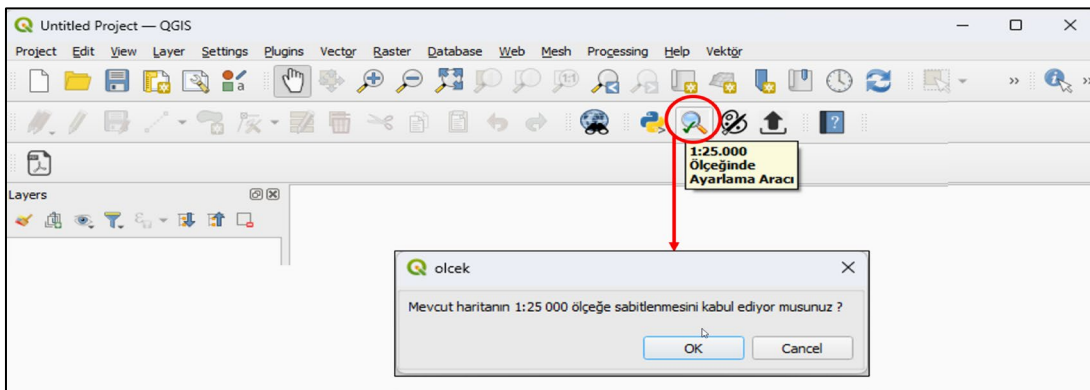 Untitled Project — QGIS
Project Edit View Layer Settings Plugins Vector Raster Database Web Mesh Processing Help Vektör
1:25.000
Ölçeğinde
Ayarlama Aracı
Layers
olcek
Mevcut haritanın 1:25 000 ölçeğe sabitlenmesini kabul ediyor musunuz ?
OK Cancel